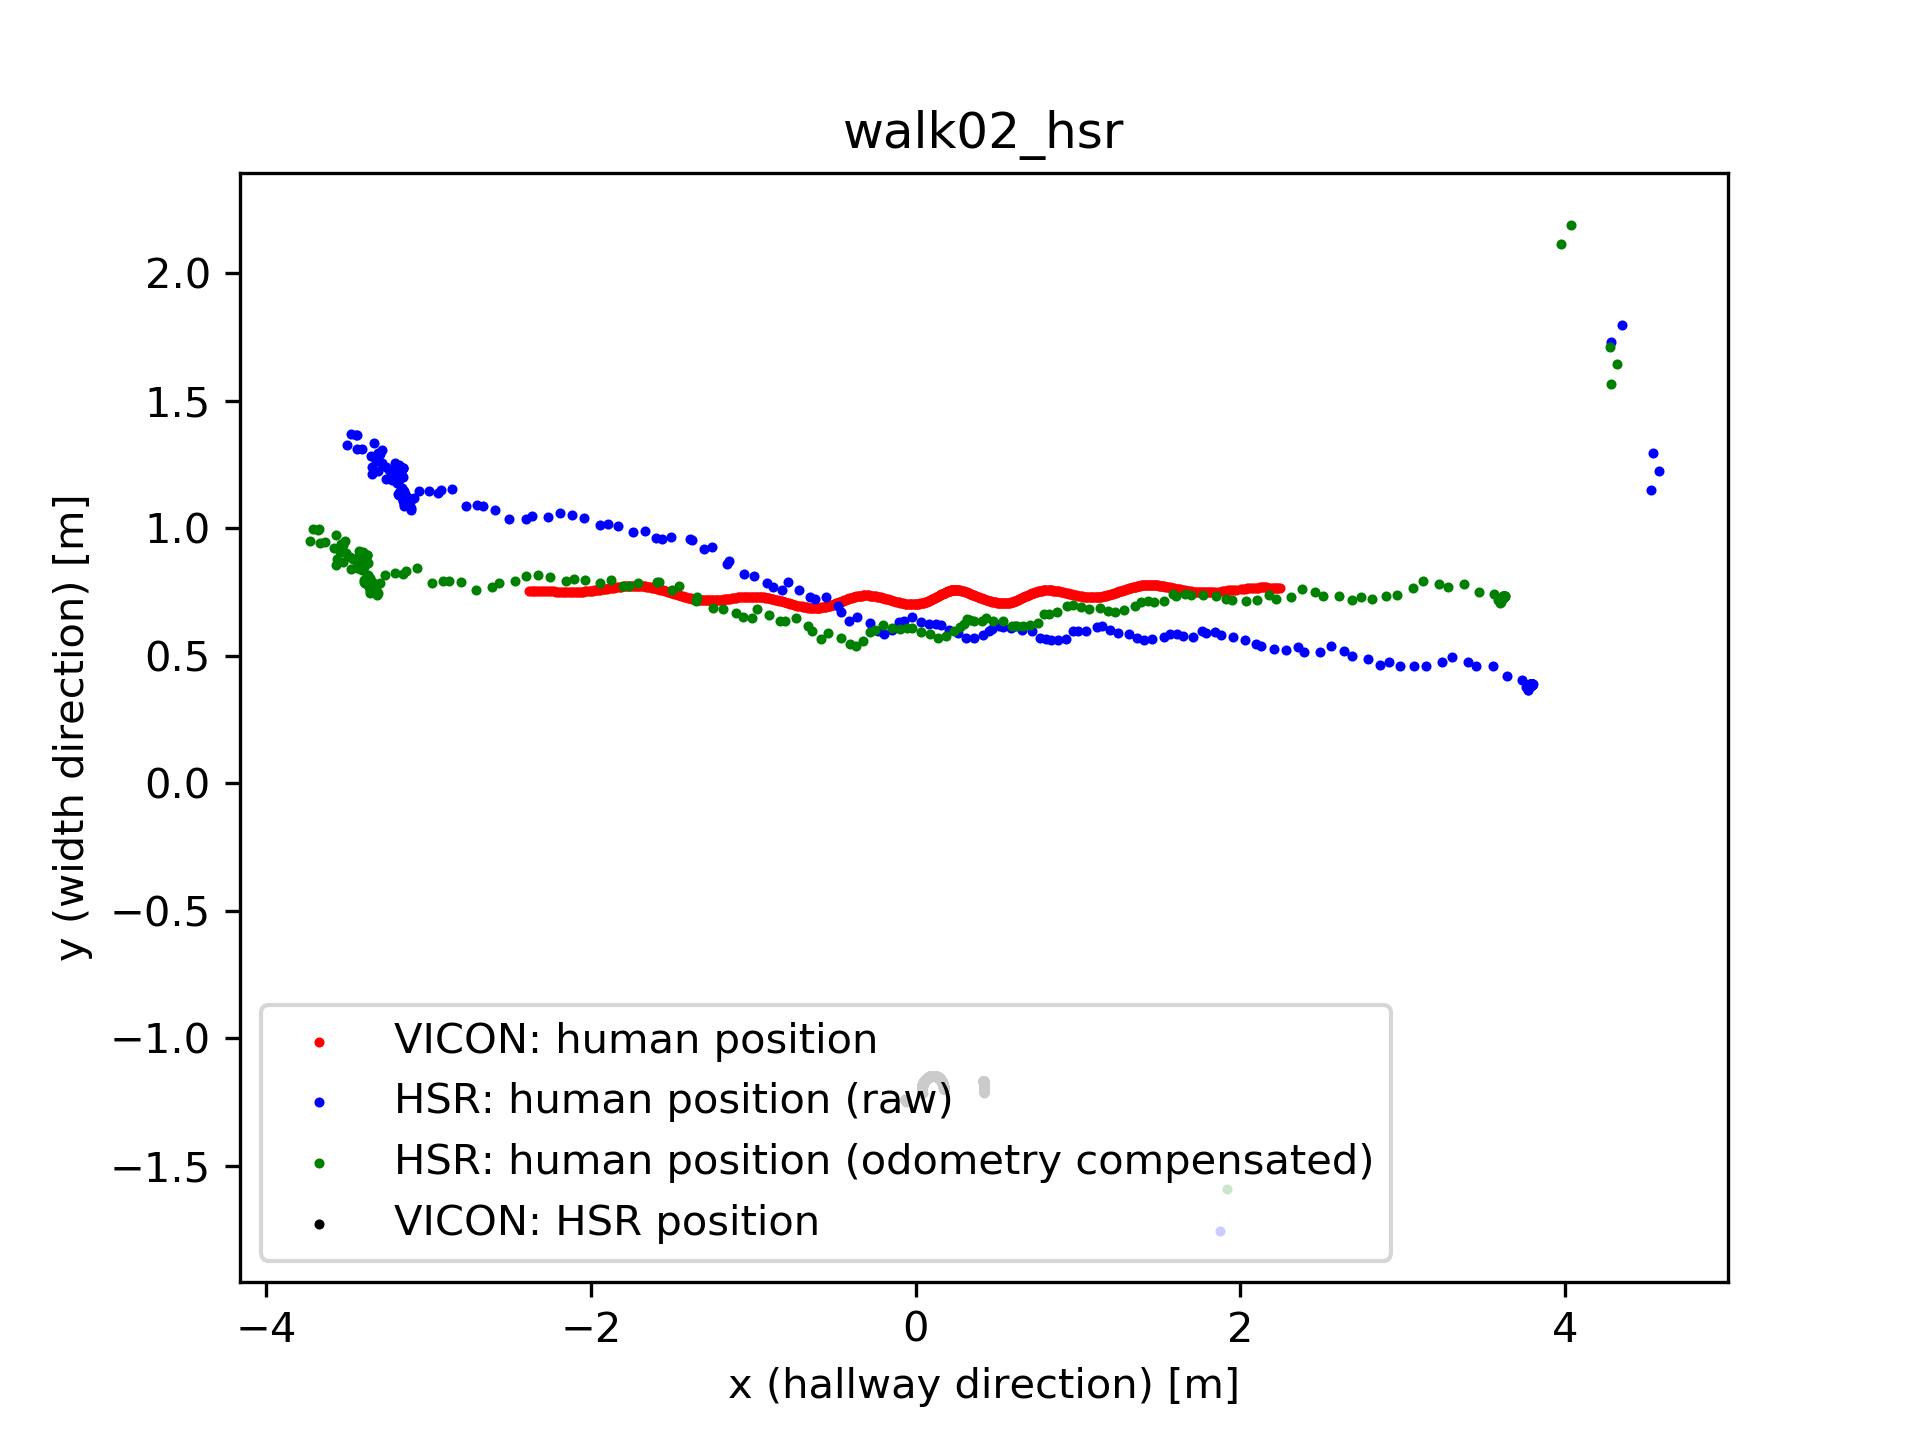 walk02_hsr
y (width direction) [m]
2.0
1.5
1.0
0.5
0.0
−0.5
−1.0
−1.5
VICON: human position
HSR: human position (raw)
HSR: human position (odometry compensated)
VICON: HSR position
−4 −2 0 2 4
x (hallway direction) [m]